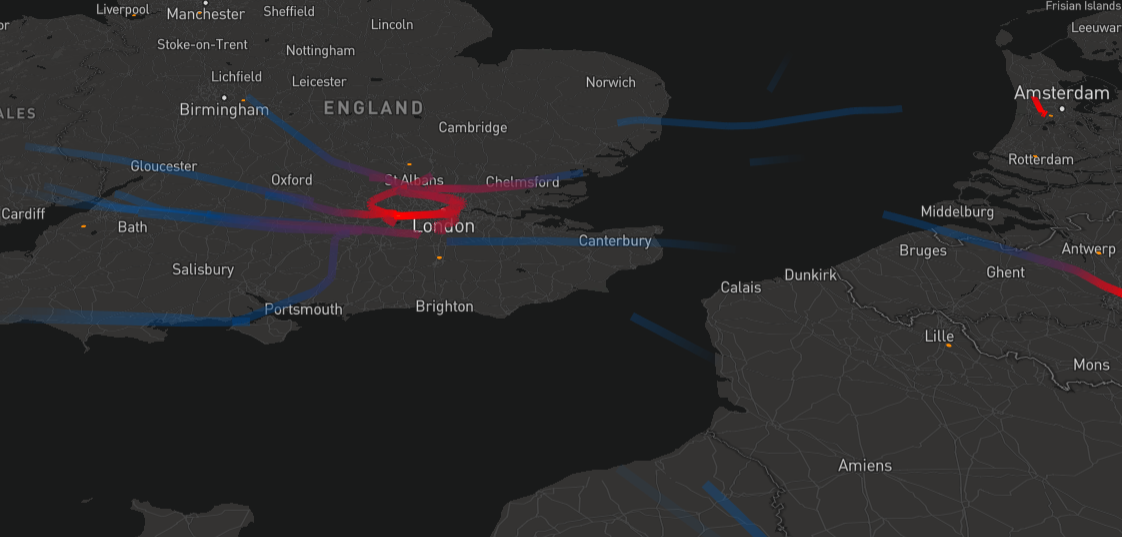 Liverpool
Manchester
Sheffield
Lincoln
Frisian Islands
Stoke-on-Trent
Nottingham
Leeuwar
Lichfield
Leicester
Norwich
Birmingham
ENGLAND
Amsterdam
ALES
Cambridge
Gloucester
Oxford
St Albans
Chelmsford
Rotterdam
Cardiff
Bath
London
Canterbury
Middelburg
Bruges
Antwerp
Salisbury
Calais
Dunkirk
Ghent
Portsmouth
Brighton
Lille
Mons
Amiens